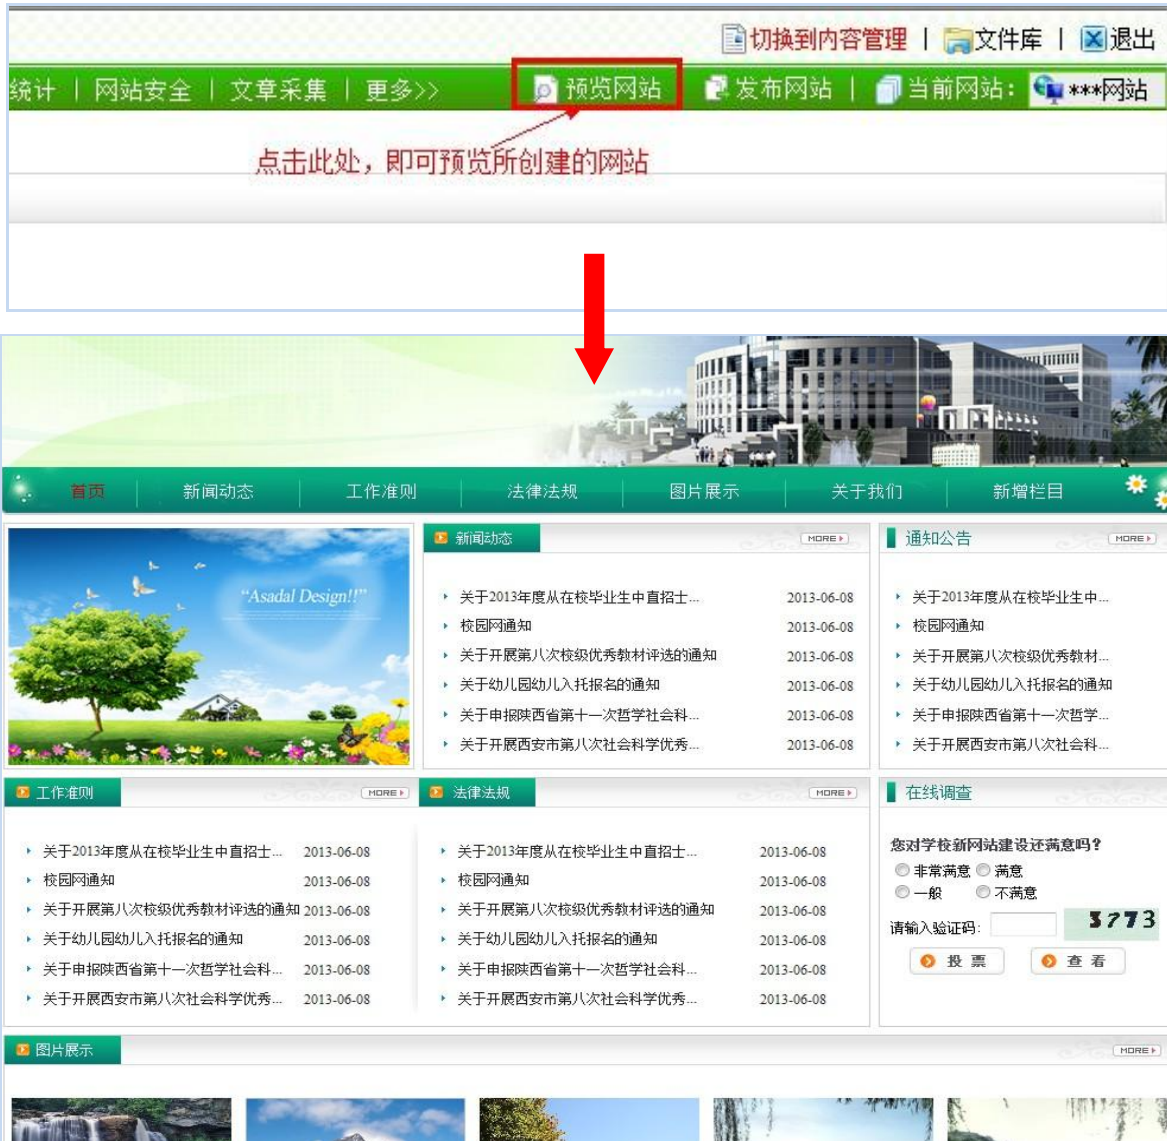 切换到内容管理 | 文件库 | 退出
统计 | 网站安全 | 文章采集 | 更多>> 预览网站 发布网站 | 当前网站： ***网站
点击此处，即可预览所创建的网站
首页 新闻动态 工作准则 法律法规 图片展示 关于我们 新增栏目
“Asadal Design!!”
新闻动态 MORE
关于2013年度从在校毕业生中直招士... 2013-06-08
校园网通知 2013-06-08
关于开展第八次校级优秀教材评选的通知 2013-06-08
关于幼儿园幼儿入托报名的通知 2013-06-08
关于申报陕西省第十一次哲学社会科... 2013-06-08
关于开展西安市第八次社会科学优秀... 2013-06-08
通知公告 MORE
关于2013年度从在校毕业生中...
校园网通知
关于开展第八次校级优秀教材...
关于幼儿园幼儿入托报名的通知
关于申报陕西省第十一次哲学...
关于开展西安市第八次社会科...
工作准则 MORE
关于2013年度从在校毕业生中直招士... 2013-06-08
校园网通知 2013-06-08
关于开展第八次校级优秀教材评选的通知 2013-06-08
关于幼儿园幼儿入托报名的通知 2013-06-08
关于申报陕西省第十一次哲学社会科... 2013-06-08
关于开展西安市第八次社会科学优秀... 2013-06-08
法律法规 MORE
关于2013年度从在校毕业生中直招士... 2013-06-08
校园网通知 2013-06-08
关于开展第八次校级优秀教材评选的通知 2013-06-08
关于幼儿园幼儿入托报名的通知 2013-06-08
关于申报陕西省第十一次哲学社会科... 2013-06-08
关于开展西安市第八次社会科学优秀... 2013-06-08
在线调查
您对学校新网站建设还满意吗?
非常满意 满意
一般 不满意
请输入验证码: 3773
投票 查看
图片展示 MORE